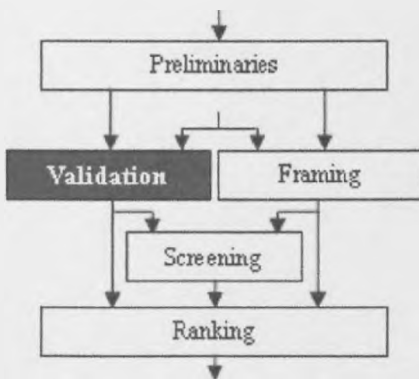 Preliminaries
Validation
Framing
Screening
Ranking